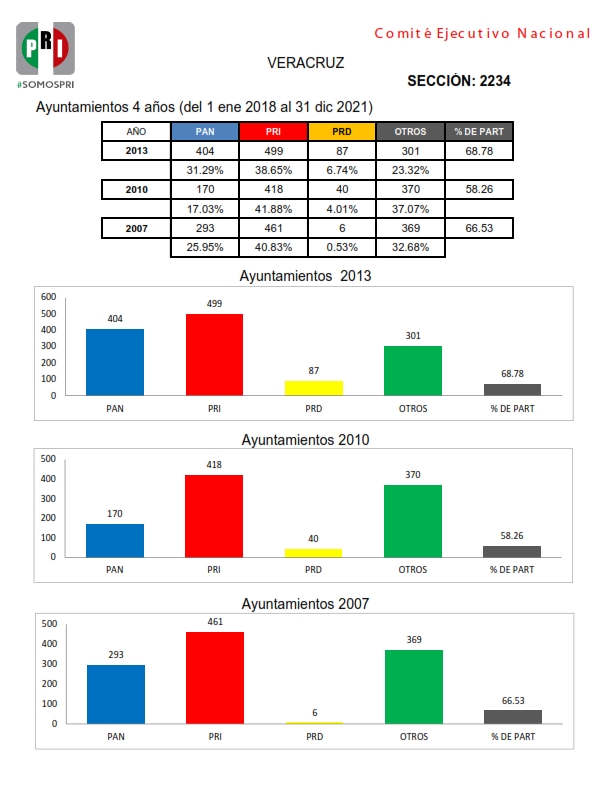 Comité Ejecutivo Nacional
PRI
#SOMOSPRI
VERACRUZ
SECCIÓN: 2234
Ayuntamientos 4 años (del 1 ene 2018 al 31 dic 2021)
AÑO PAN PRI PRD OTROS % DE PART
2013 404 499 87 301 68.78
31.29% 38.65% 6.74% 23.32%
2010 170 418 40 370 58.26
17.03% 41.88% 4.01% 37.07%
2007 293 461 6 369 66.53
25.95% 40.83% 0.53% 32.68%
Ayuntamientos 2013
600
500
400
300
200
100
0
404 499 87 301 68.78
PAN PRI PRD OTROS % DE PART
Ayuntamientos 2010
500
400
300
200
100
0
170 418 40 370 58.26
PAN PRI PRD OTROS % DE PART
Ayuntamientos 2007
500
400
300
200
100
0
293 461 6 369 66.53
PAN PRI PRD OTROS % DE PART